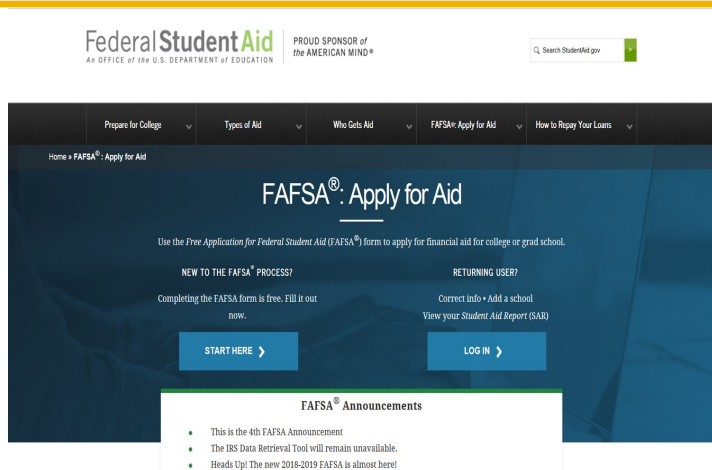 Federal Student Aid
An OFFICE of the U.S. DEPARTMENT of EDUCATION
PROUD SPONSOR of
the AMERICAN MIND®
Search StudentAid.gov
>
Prepare for College
Types of Aid
Who Gets Aid
FAFSA®: Apply for Aid
How to Repay Your Loans
Home » FAFSA® : Apply for Aid
FAFSA®: Apply for Aid
Use the Free Application for Federal Student Aid (FAFSA®) form to apply for financial aid for college or grad school.
NEW TO THE FAFSA® PROCESS?
Completing the FAFSA form is free. Fill it out
now.
START HERE ❯
RETURNING USER?
Correct info • Add a school
View your Student Aid Report (SAR)
LOG IN ❯
FAFSA® Announcements
• This is the 4th FAFSA Announcement
• The IRS Data Retrieval Tool will remain unavailable.
• Heads Up! The new 2018-2019 FAFSA is almost here!